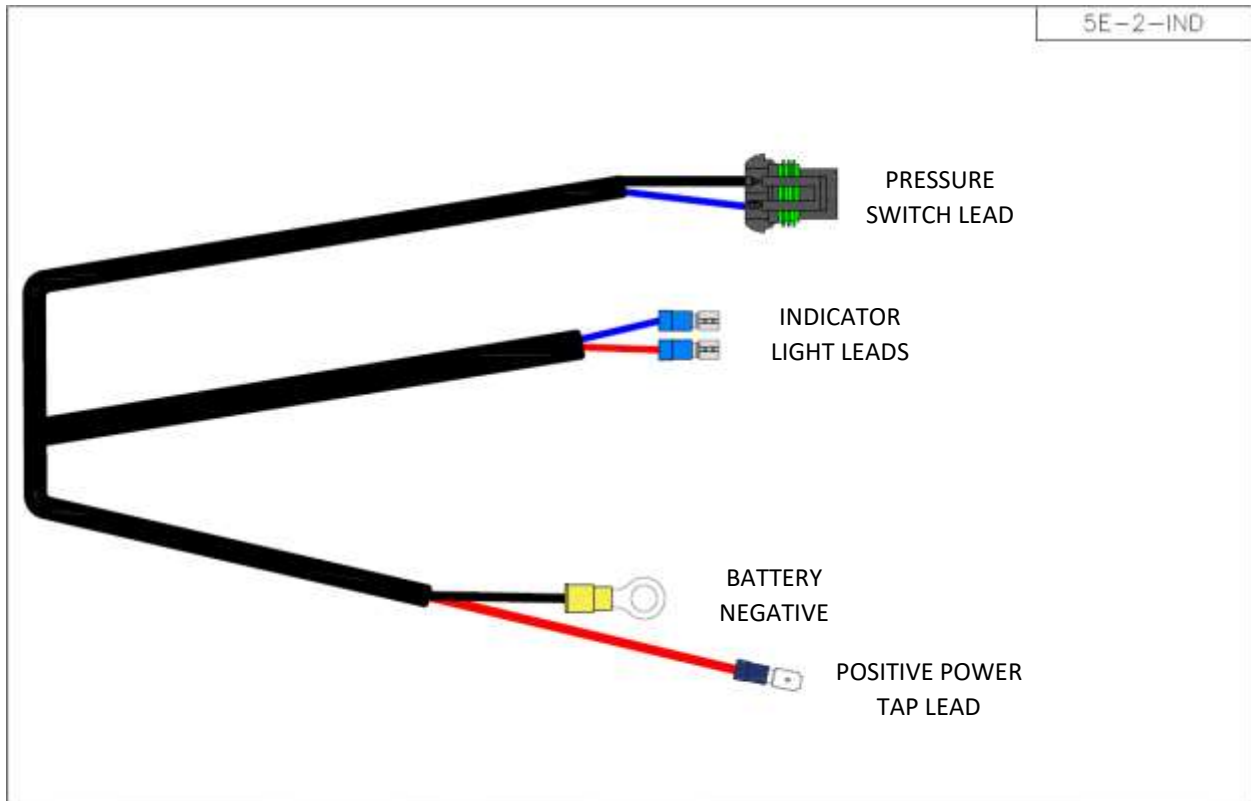 5E-2-IND
PRESSURE
SWITCH LEAD
INDICATOR
LIGHT LEADS
BATTERY
NEGATIVE
POSITIVE POWER
TAP LEAD